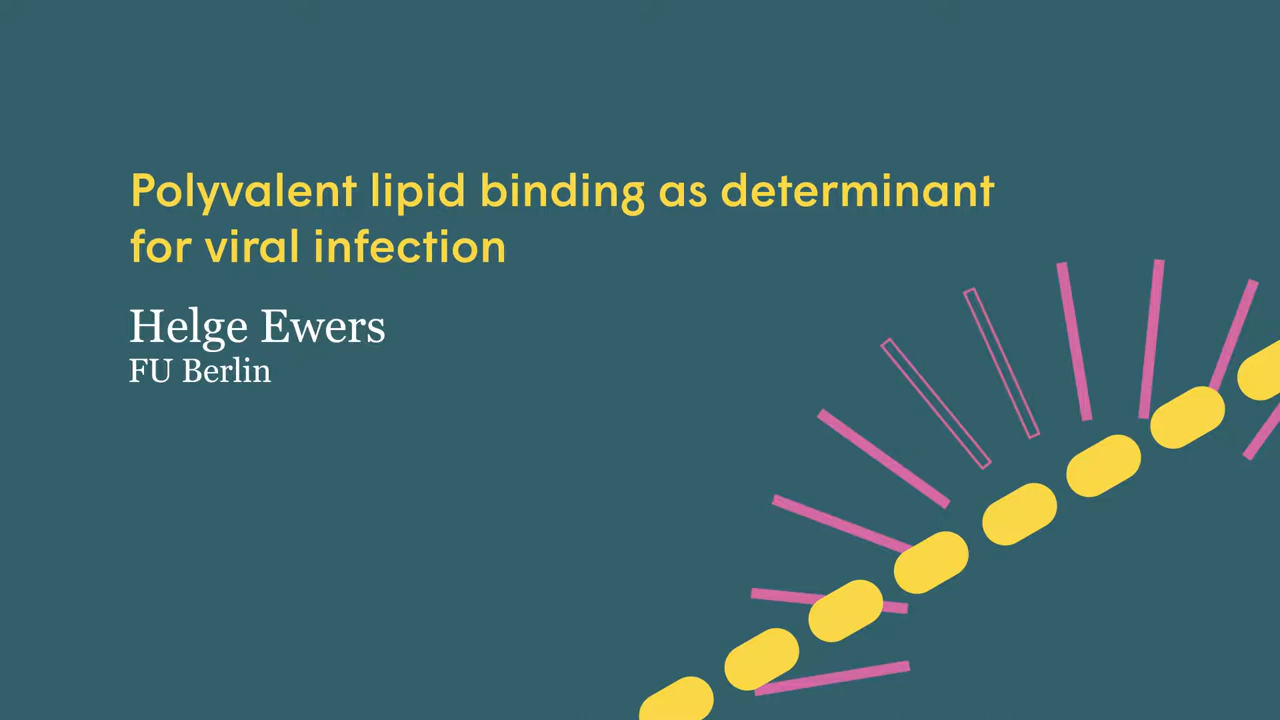 Polyvalent lipid binding as determinant
for viral infection
Helge Ewers
FU Berlin